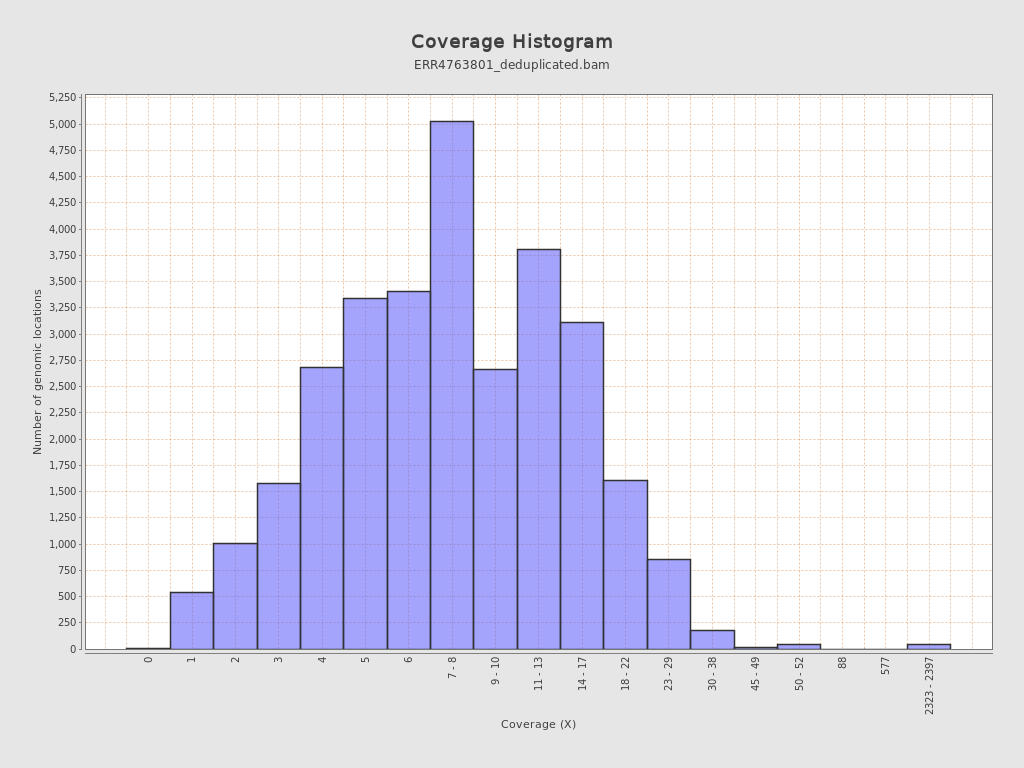 Coverage Histogram
ERR4763801_deduplicated.bam
Number of genomic locations
5,250
5,000
4,750
4,500
4,250
4,000
3,750
3,500
3,250
3,000
2,750
2,500
2,250
2,000
1,750
1,500
1,250
1,000
750
500
250
0
0
1
2
3
4
5
6
7 - 8
9 - 10
11 - 13
14 - 17
18 - 22
23 - 29
30 - 38
45 - 49
50 - 52
88
577
2323 - 2397
Coverage (X)